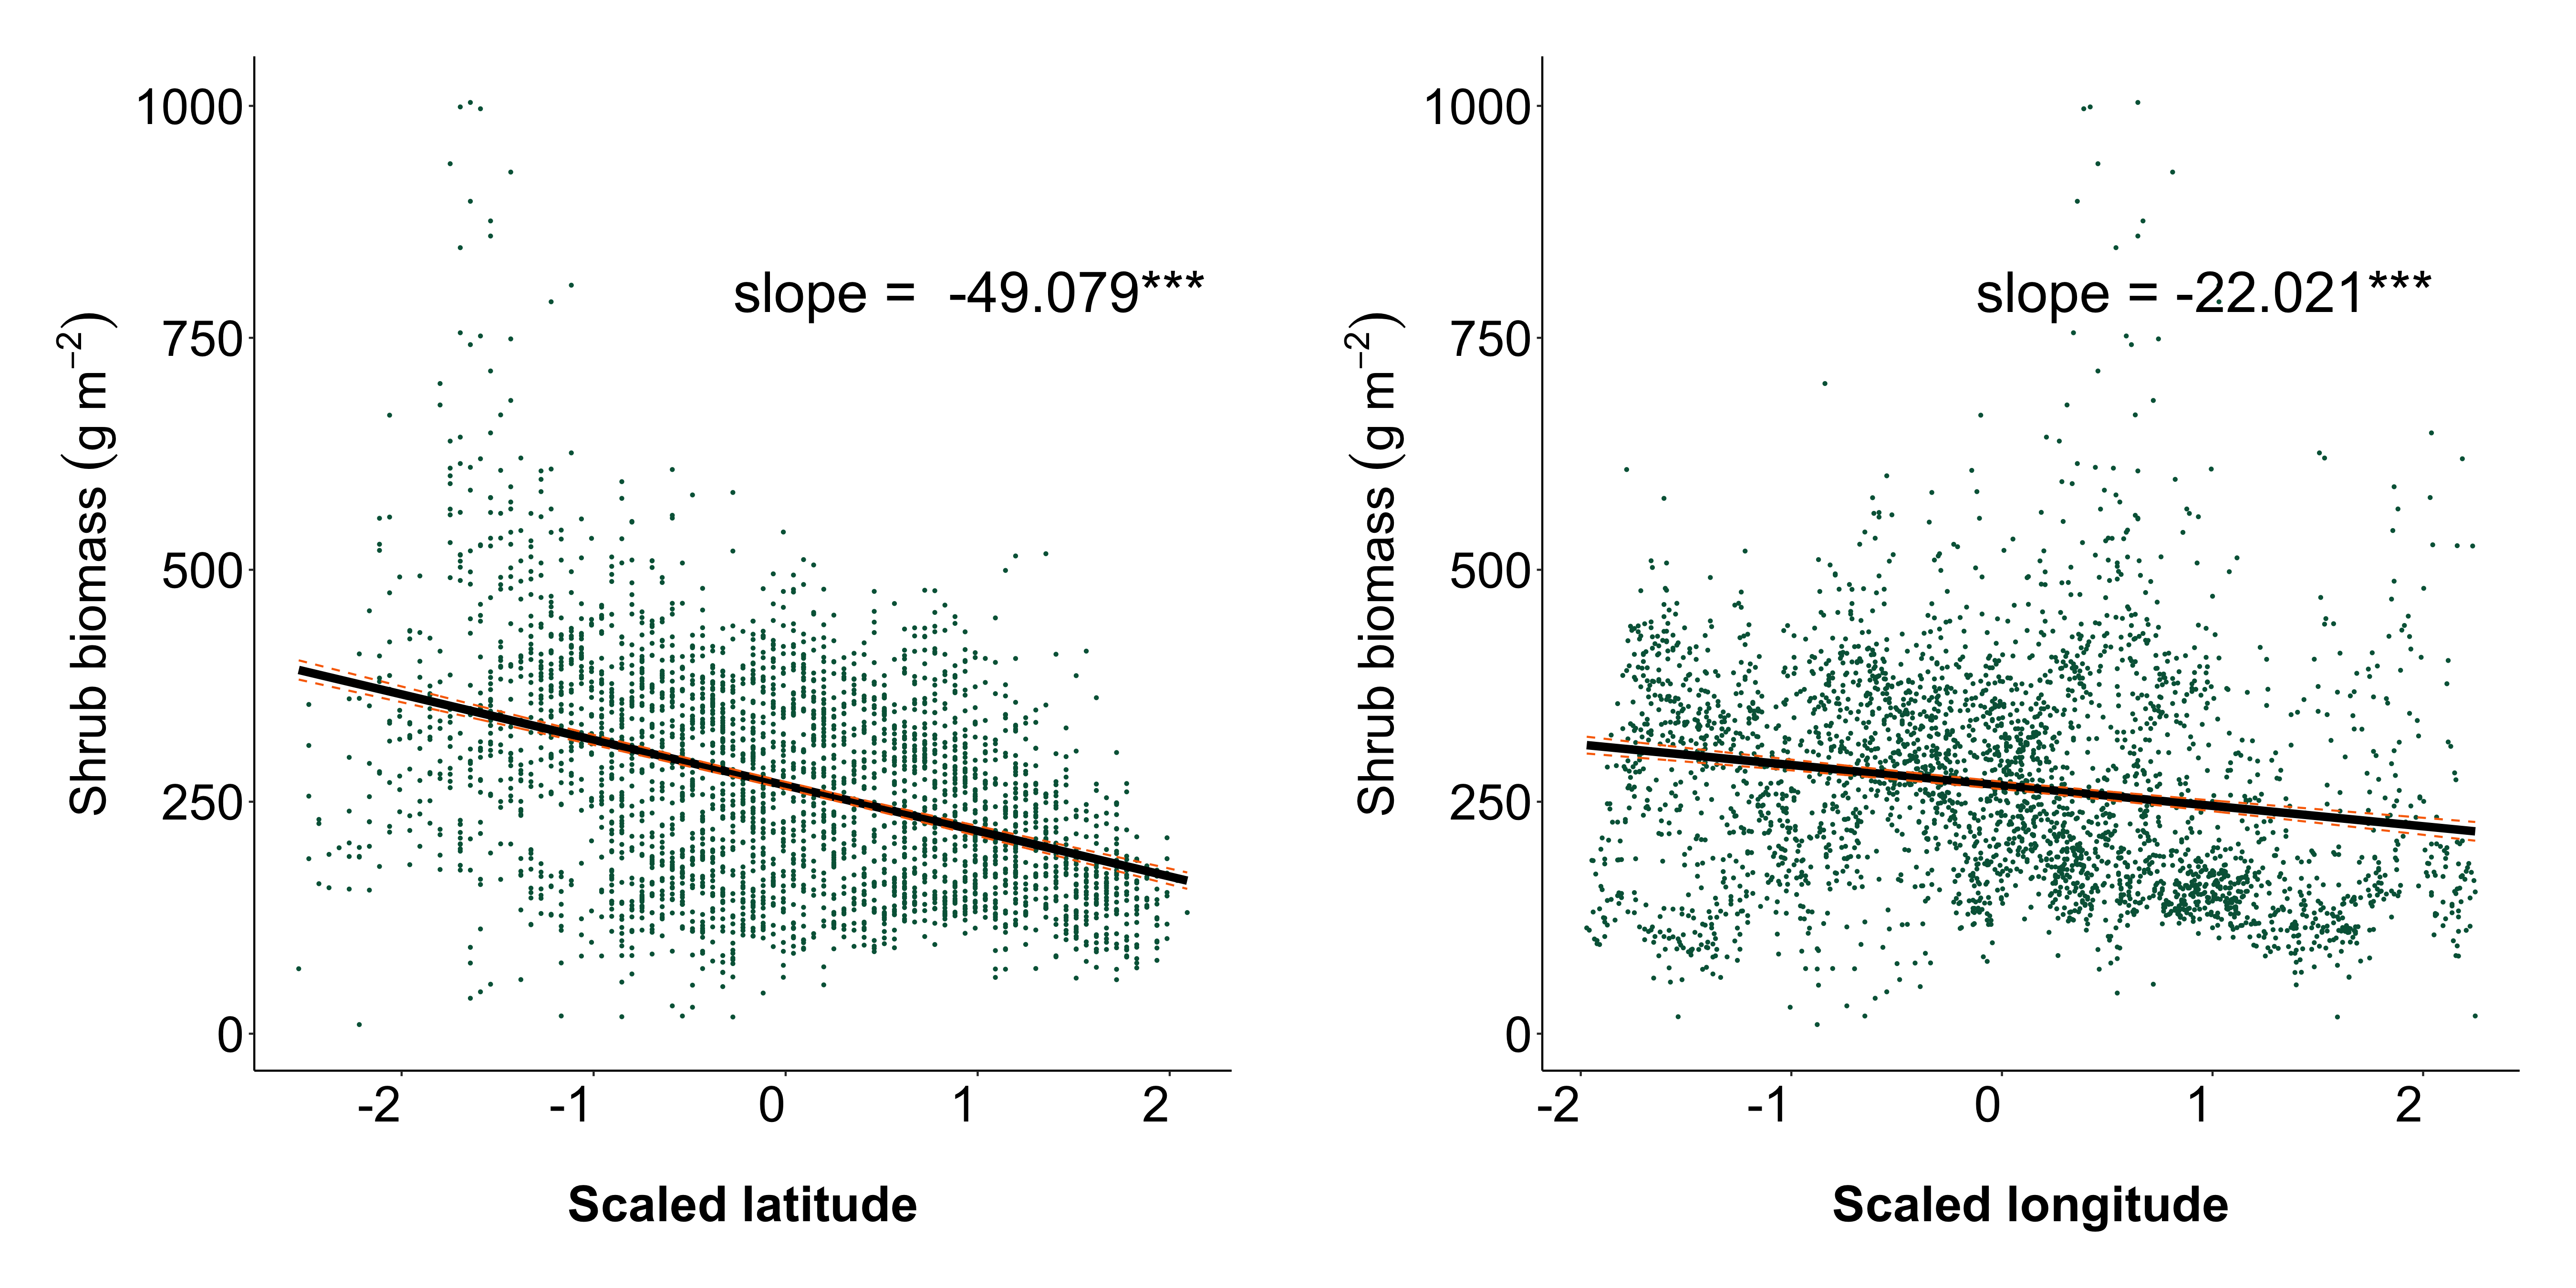 1000
750
500
250
0
Shrub biomass (g m⁻²)
slope =  -49.079***
-2 -1 0 1 2
Scaled latitude
1000
750
500
250
0
Shrub biomass (g m⁻²)
slope = -22.021***
-2 -1 0 1 2
Scaled longitude